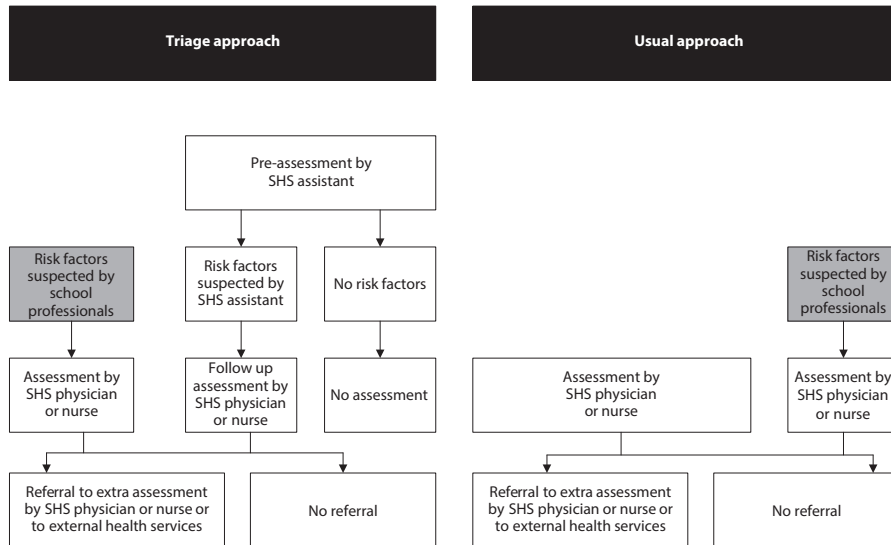 Triage approach
Usual approach
Pre-assessment by
SHS assistant
Risk factors
suspected by
school
professionals
Risk factors
suspected by
SHS assistant
No risk factors
Risk factors
suspected by
school
professionals
Assessment by
SHS physician
or nurse
Follow up
assessment by
SHS physician
or nurse
No assessment
Assessment by
SHS physician
or nurse
Assessment by
SHS physician
or nurse
Referral to extra assessment
by SHS physician or nurse or
to external health services
No referral
Referral to extra assessment
by SHS physician or nurse or
to external health services
No referral